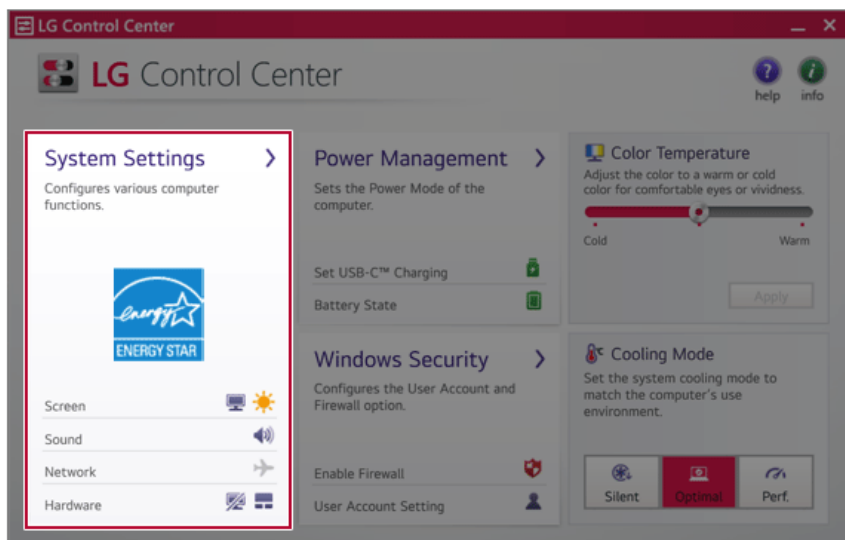 LG Control Center
LG Control Center
help
info
System Settings
Configures various computer
functions.
energy
ENERGY STAR
Screen
Sound
Network
Hardware
Power Management
Sets the Power Mode of the
computer.
Set USB-C™ Charging
Battery State
Windows Security
Configures the User Account and
Firewall option.
Enable Firewall
User Account Setting
Color Temperature
Adjust the color to a warm or cold
color for comfortable eyes or vividness.
Cold Warm
Apply
Cooling Mode
Set the system cooling mode to
match the computer's use
environment.
Silent Optimal Perf.